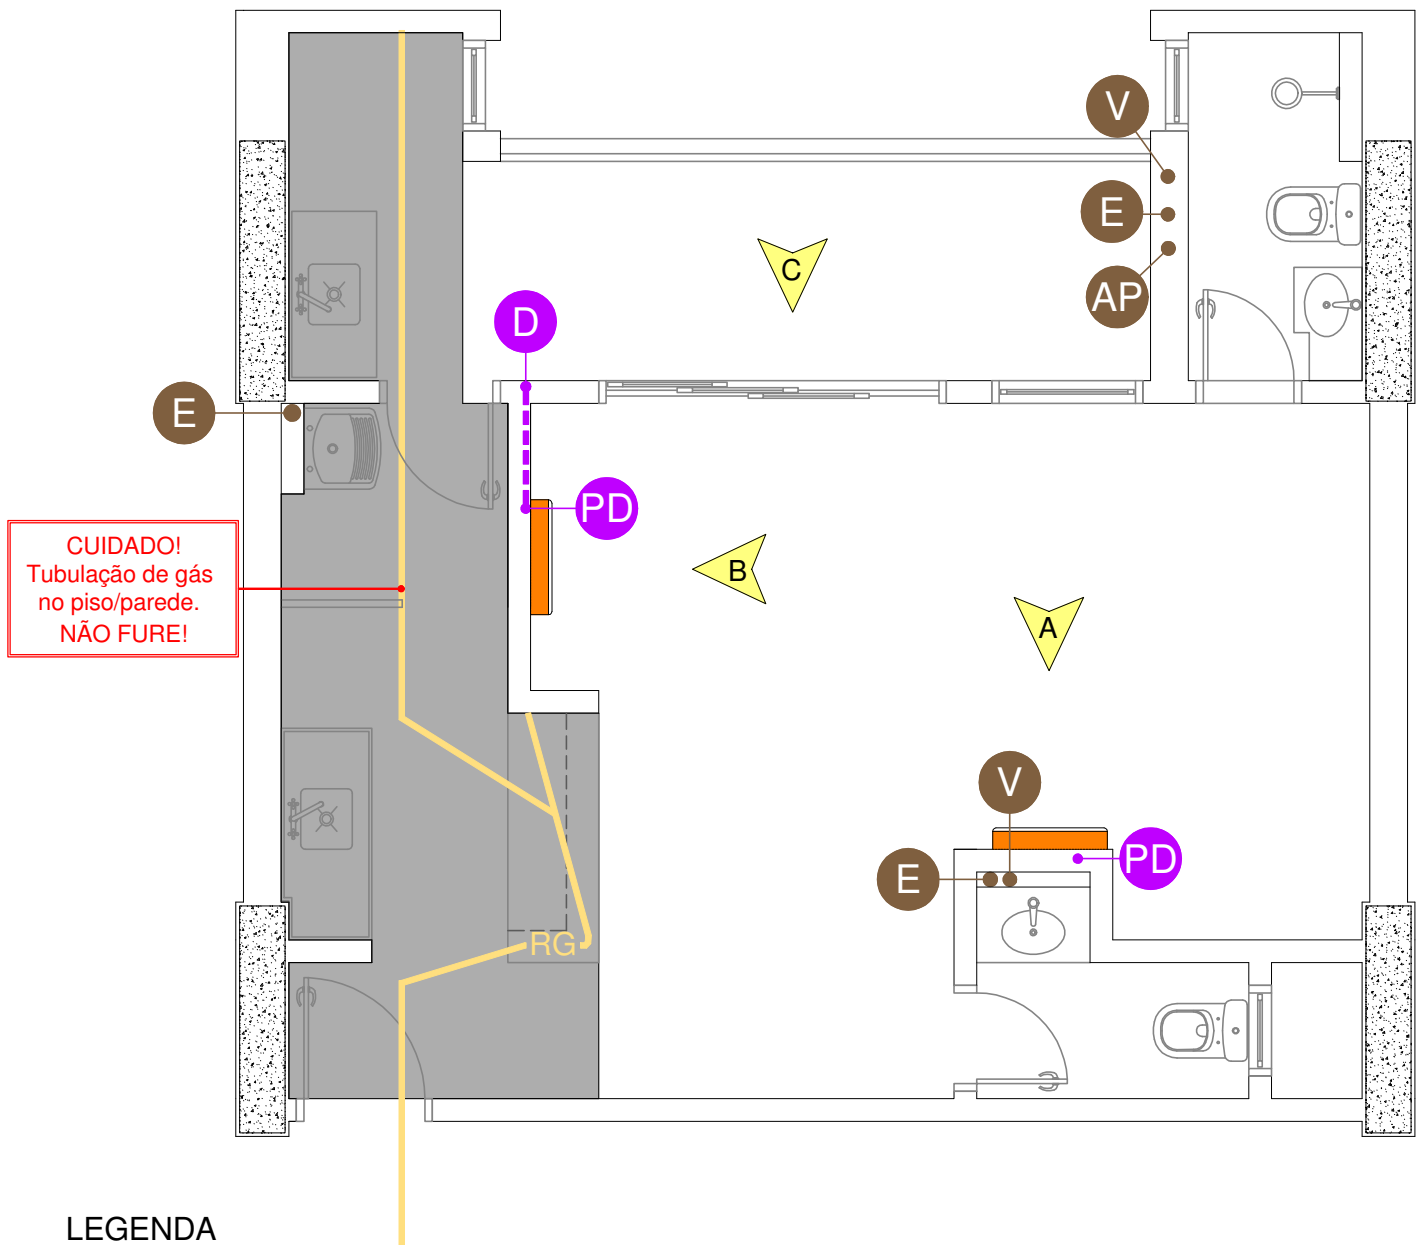 V
E
C
AP
D
E
PD
CUIDADO!
Tubulação de gás
no piso/parede.
NÃO FURE!
B
A
V
PD
E
RG
LEGENDA